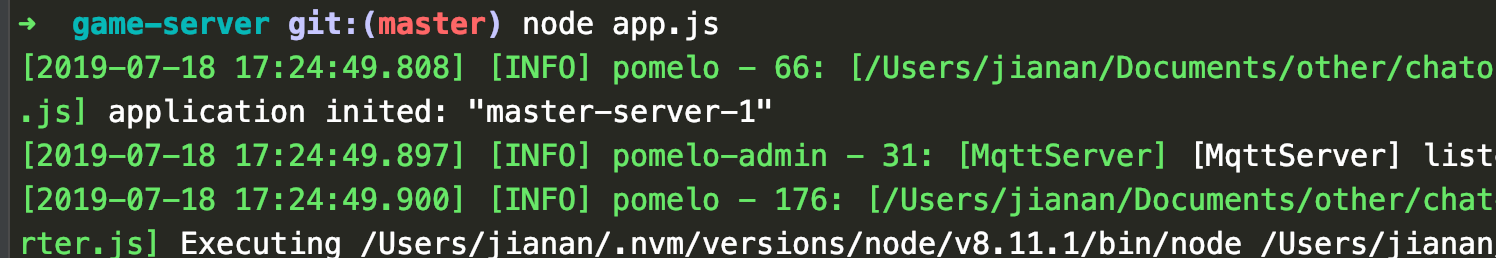 ➜ game-server git:(master) node app.js
[2019-07-18 17:24:49.808] [INFO] pomelo - 66: [/Users/jianan/Documents/other/chato
.js] application inited: "master-server-1"
[2019-07-18 17:24:49.897] [INFO] pomelo-admin - 31: [MqttServer] [MqttServer] list
[2019-07-18 17:24:49.900] [INFO] pomelo - 176: [/Users/jianan/Documents/other/chat
rter.js] Executing /Users/jianan/.nvm/versions/node/v8.11.1/bin/node /Users/jianan